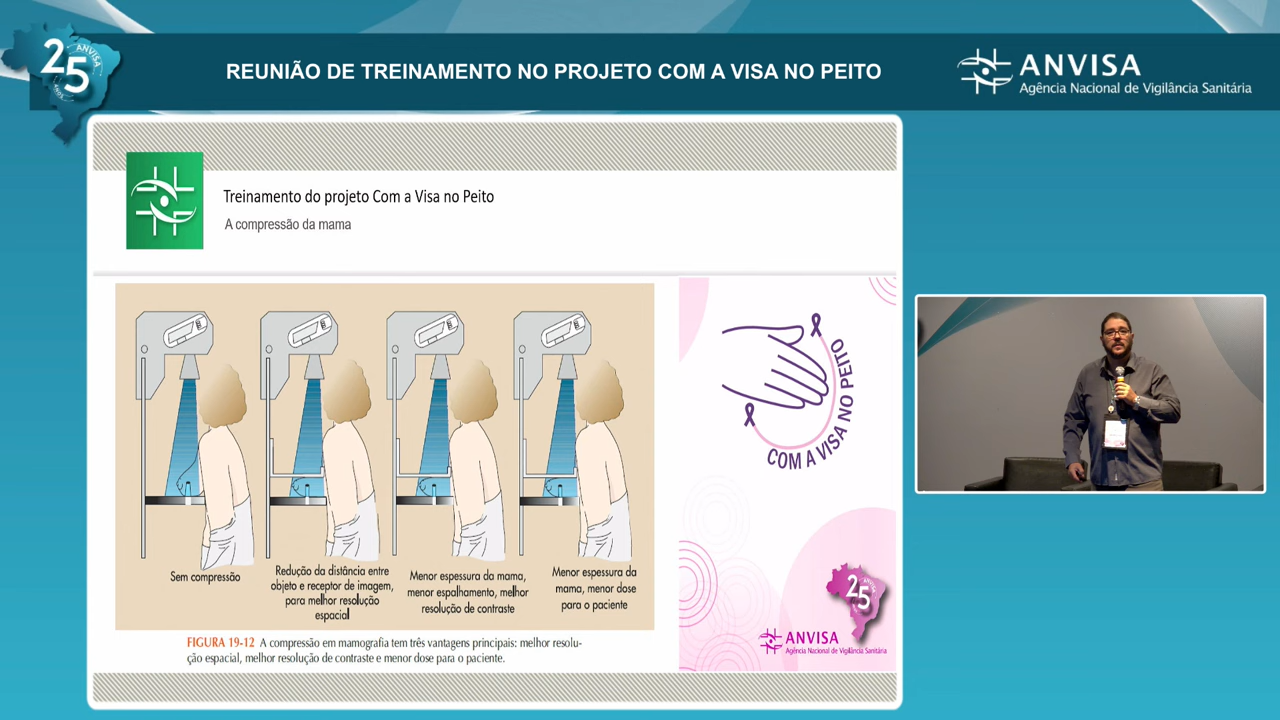 25
ANVISA
ANOS
REUNIÃO DE TREINAMENTO NO PROJETO COM A VISA NO PEITO
ANVISA
Agência Nacional de Vigilância Sanitária
Treinamento do projeto Com a Visa no Peito
A compressão da mama
Sem compressão
Redução da distância entre
objeto e receptor de imagem,
para melhor resolução
espacial
Menor espessura da mama,
menor espalhamento, melhor
resolução de contraste
Menor espessura da
mama, menor dose
para o paciente
FIGURA 19-12 A compressão em mamografia tem três vantagens principais: melhor resolu-
ção espacial, melhor resolução de contraste e menor dose para o paciente.
COM A VISA NO PEITO
25
ANVISA
Agência Nacional de Vigilância Sanitária